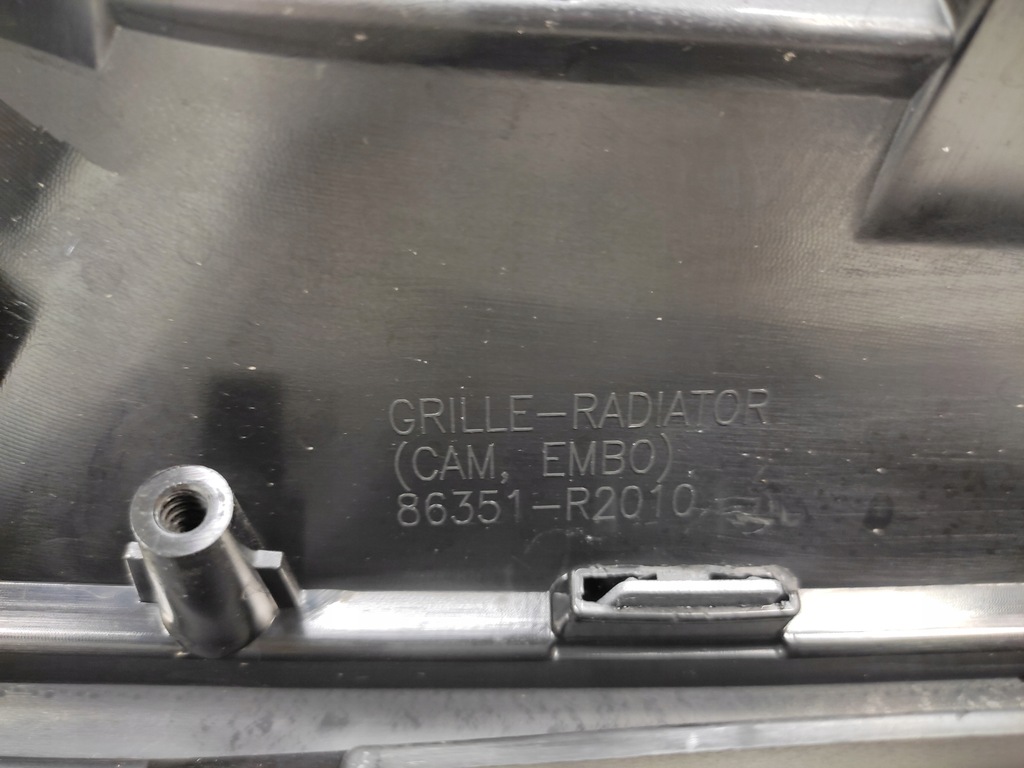 GRILLE-RADIATOR
(CAM, EMBO)
86351-R2010